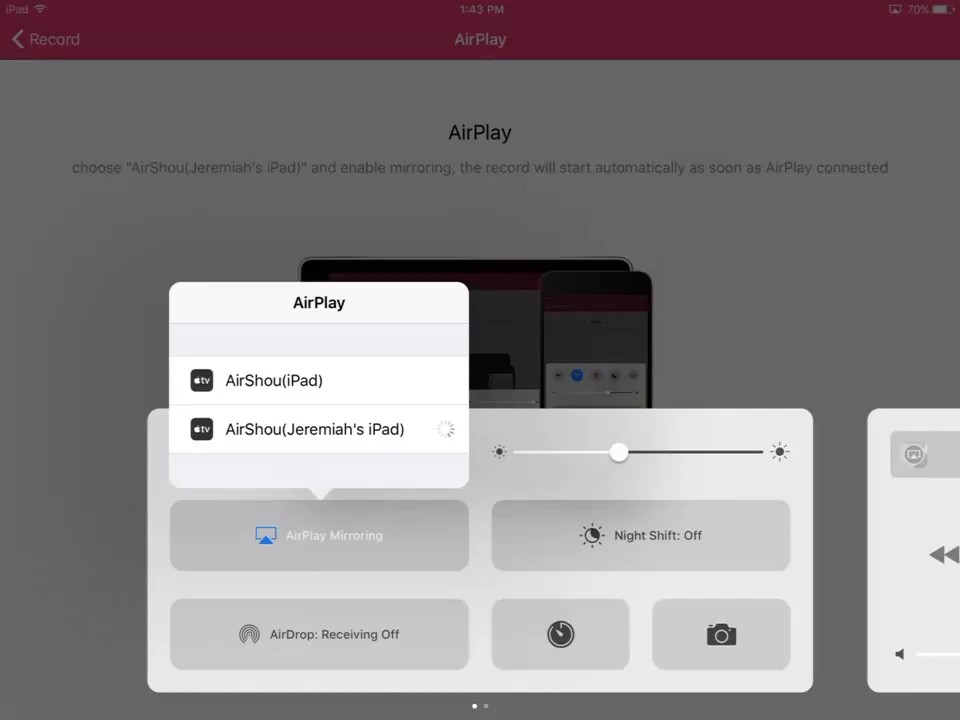 iPad
1:43 PM
70%
Record
AirPlay
AirPlay
choose "AirShou(Jeremiah's iPad)" and enable mirroring, the record will start automatically as soon as AirPlay connected
AirPlay
tv AirShou(iPad)
tv AirShou(Jeremiah's iPad)
AirPlay Mirroring
Night Shift: Off
AirDrop: Receiving Off